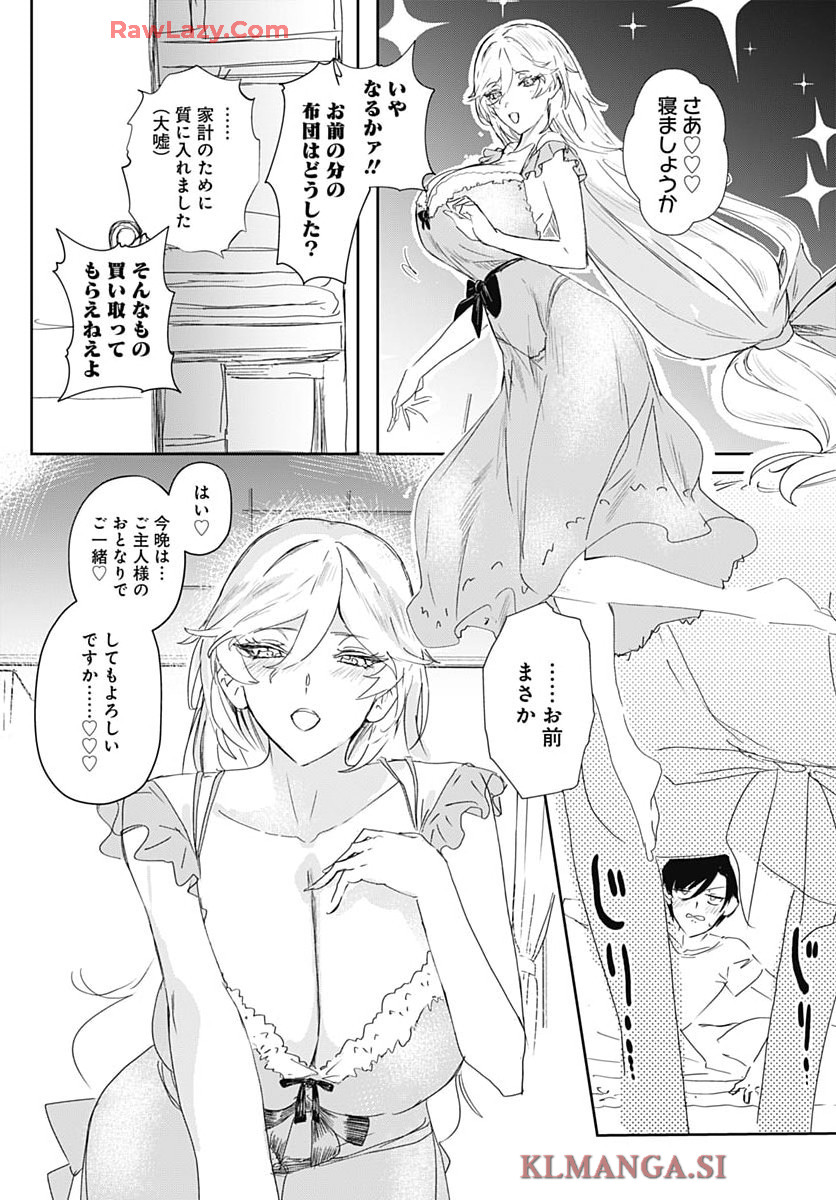 RawLazy.Com
さあ♡♡♡
寝ましょうか
いや
なるかァ!!
お前の分の
布団はどうした？
……
家計のために
質に入れました
（大嘘）
そんなもの
買い取って
もらえねえよ
……お前
まさか
じり…
じり…
はい♡
今晩は…
ご主人様の
おとなりで
ご一緒♡
してもよろしい
ですか……♡♡♡
KLMANGA.SI